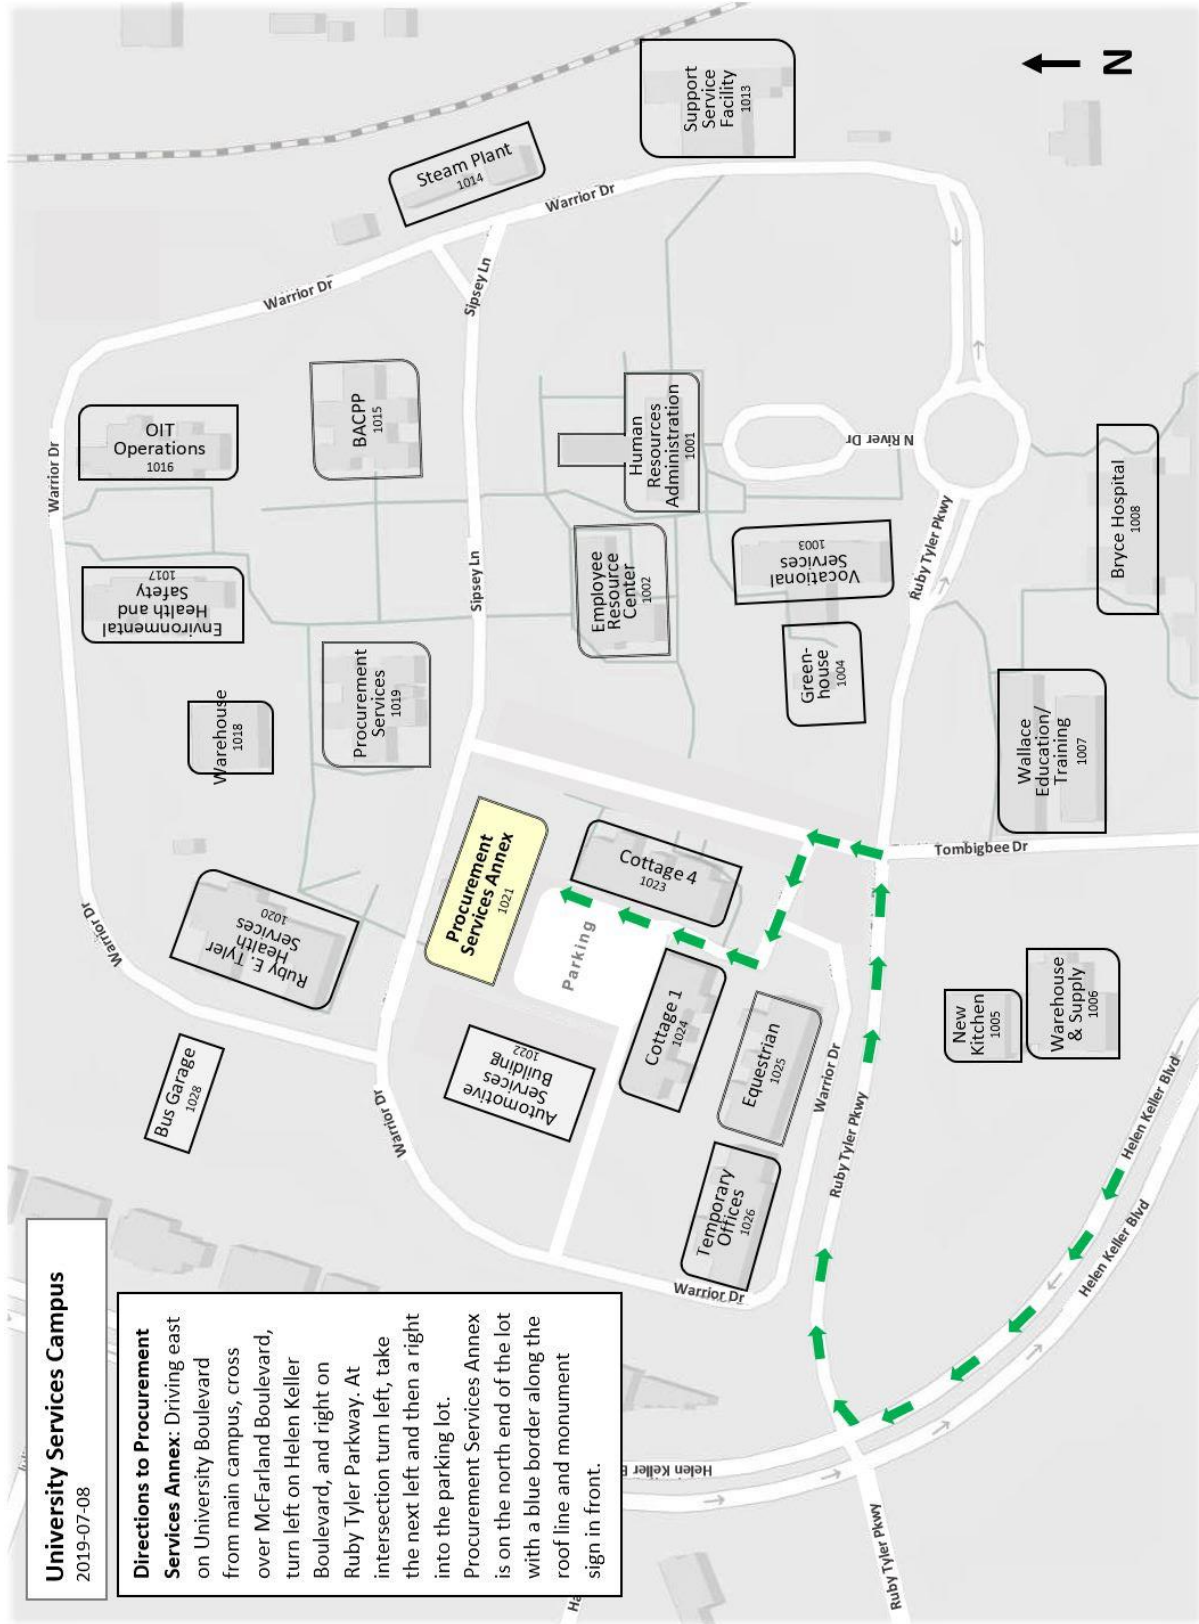 University Services Campus
2019-07-08
Directions to Procurement
Services Annex: Driving east
on University Boulevard
from main campus, cross
over McFarland Boulevard,
turn left on Helen Keller
Boulevard, and right on
Ruby Tyler Parkway. At
intersection turn left, take
the next left and then a right
into the parking lot.
Procurement Services Annex
is on the north end of the lot
with a blue border along the
roof line and monument
sign in front.
N
Bus Garage
1028
Ruby E. Tyler
Health
Services
1020
Warehouse
1018
Environmental
Health and
Safety
1017
OIT
Operations
1016
Warrior Dr
Warrior Dr
Warrior Dr
Warrior Dr
Warrior Dr
Procurement
Services
1019
BACPP
1015
Steam Plant
1014
Support
Service
Facility
1013
Sipsey Ln
Sipsey Ln
Automotive
Services
Building
1022
Procurement
Services Annex
1021
Parking
Cottage 4
1023
Cottage 1
1024
Equestrian
1025
Temporary
Offices
1026
Warrior Dr
Warrior Dr
Employee
Resource
Center
1002
Human
Resources
Administration
1001
Vocational
Services
1003
Green-
house
1004
N River Dr
Ruby Tyler Pkwy
Ruby Tyler Pkwy
Ruby Tyler Pkwy
Tombigbee Dr
Helen Keller B
Helen Keller Blvd
Helen Keller Blvd
New
Kitchen
1005
Warehouse
& Supply
1006
Wallace
Education/
Training
1007
Bryce Hospital
1008
Ha